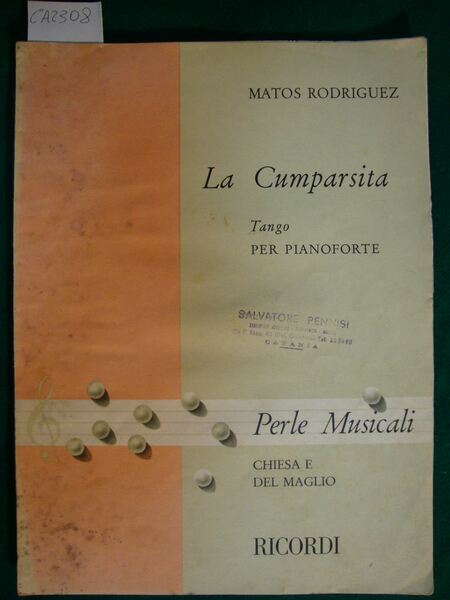 CA2308
MATOS RODRIGUEZ
La Cumparsita
Tango
PER PIANOFORTE
SALVATORE PENNISI
CATANIA
Perle Musicali
CHIESA E
DEL MAGLIO
RICORDI